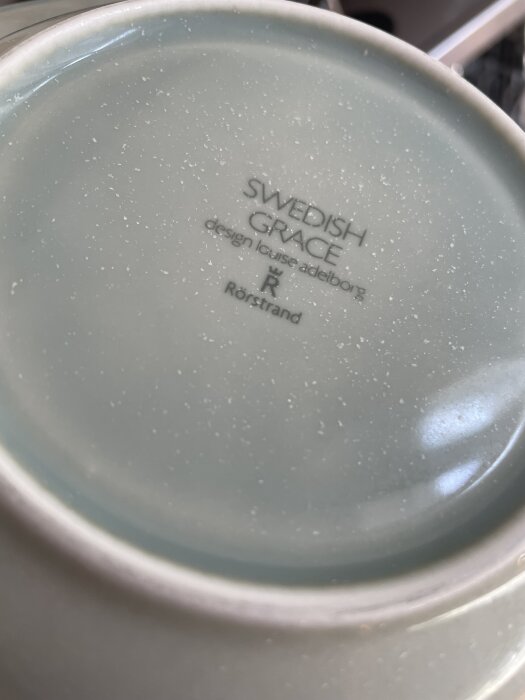 SWEDISH
GRACE
design louise adelborg
R
Rörstrand